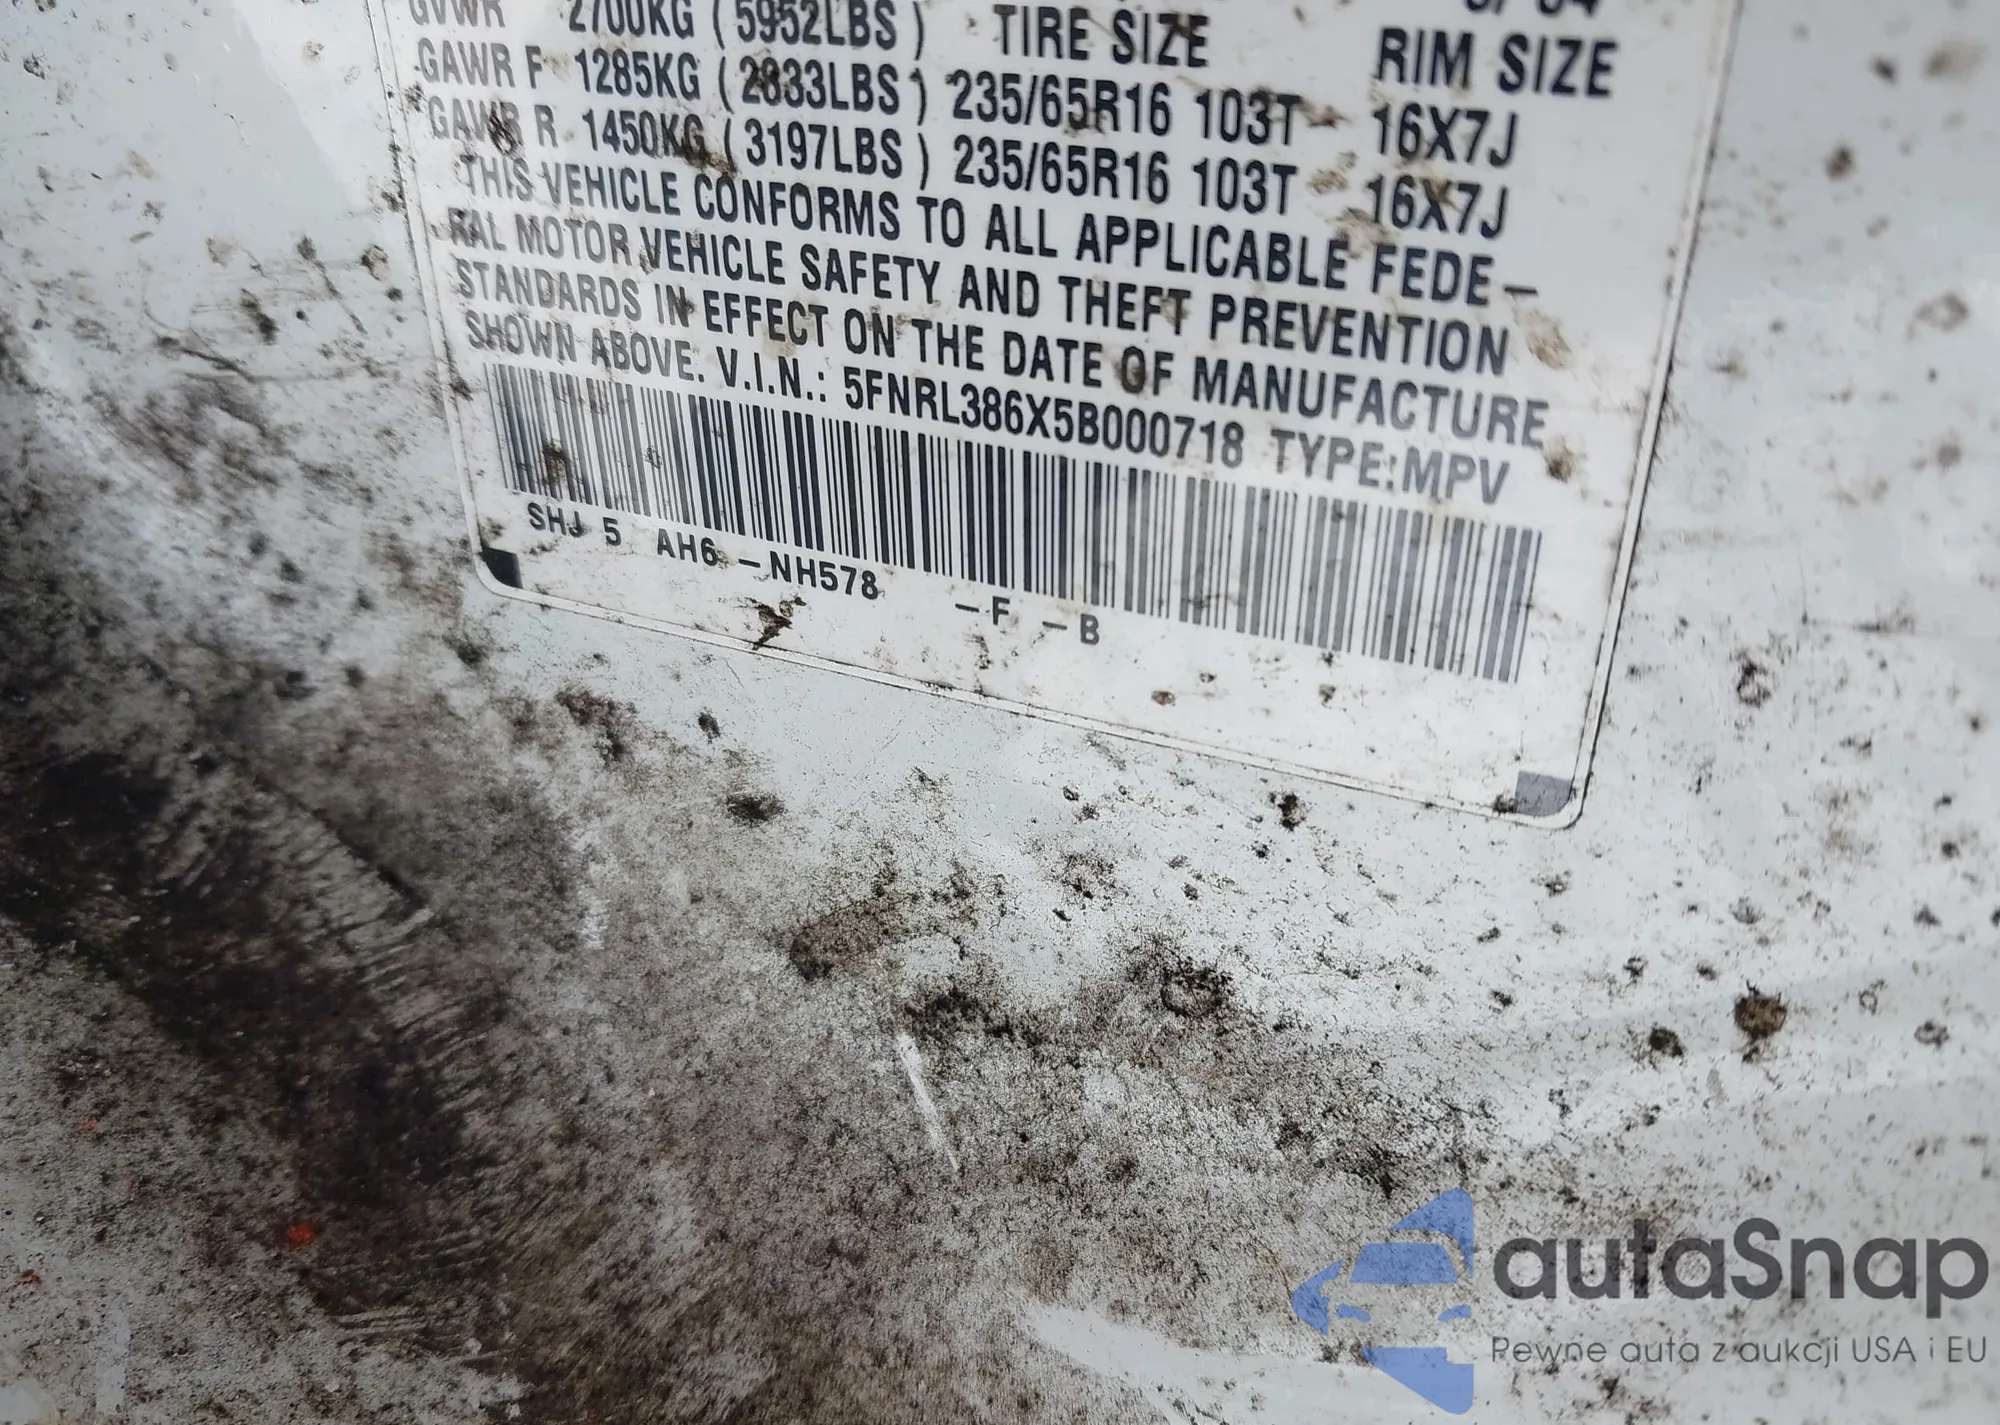 GVWR 2700KG (5952LBS) TIRE SIZE RIM SIZE
GAWR F 1285KG (2833LBS) 235/65R16 103T 16X7J
GAWR R 1450KG (3197LBS) 235/65R16 103T 16X7J
THIS VEHICLE CONFORMS TO ALL APPLICABLE FEDE-
RAL MOTOR VEHICLE SAFETY AND THEFT PREVENTION
STANDARDS IN EFFECT ON THE DATE OF MANUFACTURE
SHOWN ABOVE. V.I.N.: 5FNRL386X5B000718 TYPE:MPV
SHJ 5 AH6 -NH578 -F -B
autaSnap
Pewne auta z aukcji USA i EU